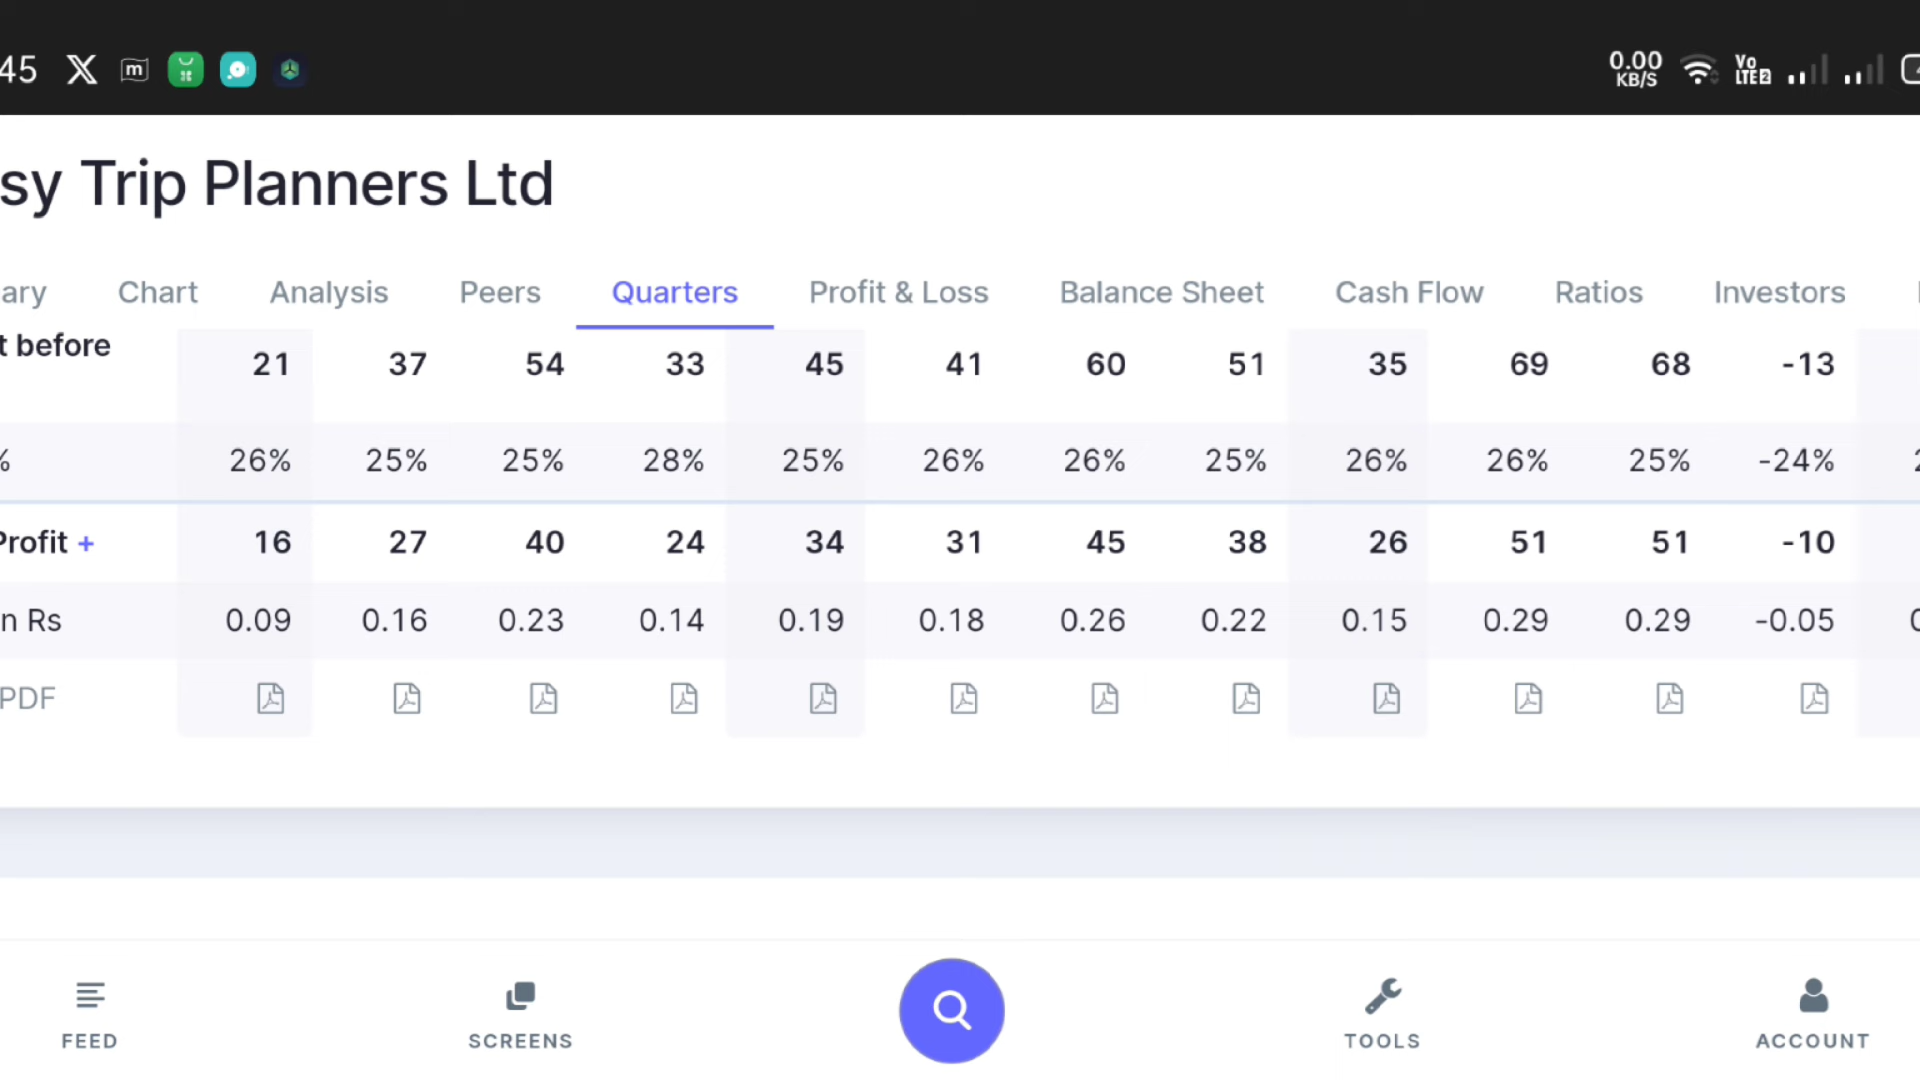 45 X m 0.00 KB/S Vo LTE 2
sy Trip Planners Ltd
ary Chart Analysis Peers Quarters Profit & Loss Balance Sheet Cash Flow Ratios Investors
t before 21 37 54 33 45 41 60 51 35 69 68 -13
% 26% 25% 25% 28% 25% 26% 26% 25% 26% 26% 25% -24%
Profit + 16 27 40 24 34 31 45 38 26 51 51 -10
n Rs 0.09 0.16 0.23 0.14 0.19 0.18 0.26 0.22 0.15 0.29 0.29 -0.05
PDF
FEED SCREENS TOOLS ACCOUNT